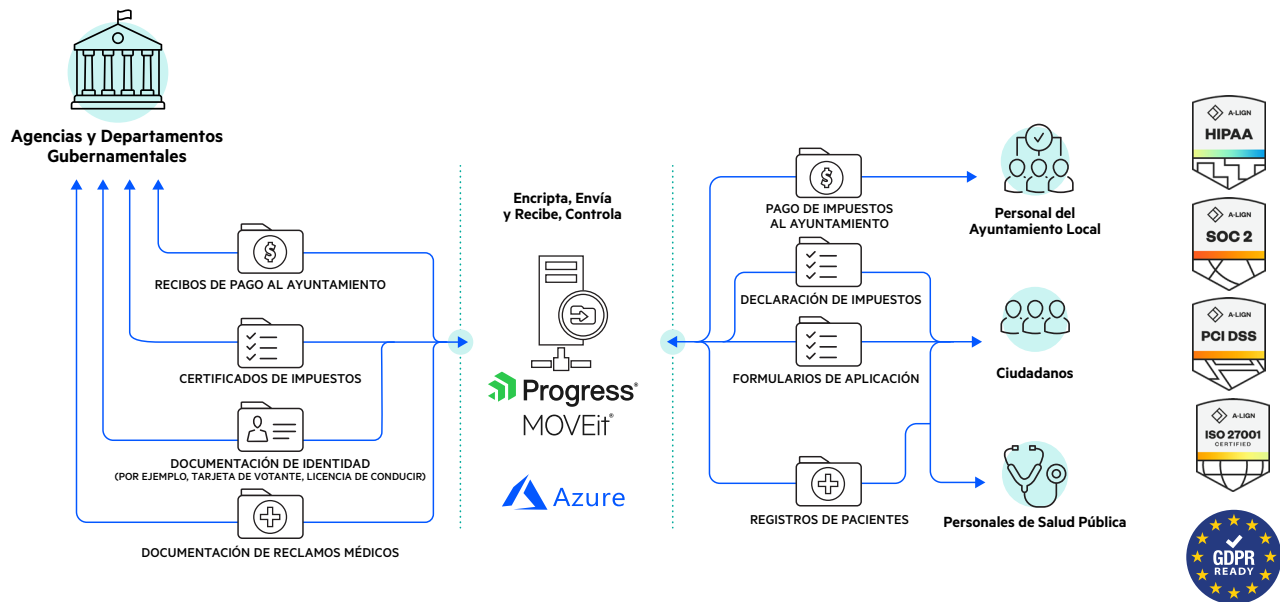 Agencias y Departamentos
Gubernamentales
RECIBOS DE PAGO AL AYUNTAMIENTO
CERTIFICADOS DE IMPUESTOS
DOCUMENTACIÓN DE IDENTIDAD
(POR EJEMPLO, TARJETA DE VOTANTE, LICENCIA DE CONDUCIR)
DOCUMENTACIÓN DE RECLAMOS MÉDICOS
Encripta, Envía
y Recibe, Controla
Progress®
MOVEit®
Azure
PAGO DE IMPUESTOS
AL AYUNTAMIENTO
DECLARACIÓN DE IMPUESTOS
FORMULARIOS DE APLICACIÓN
REGISTROS DE PACIENTES
Personal del
Ayuntamiento Local
Ciudadanos
Personales de Salud Pública
A-LIGN
HIPAA
A-LIGN
SOC 2
A-LIGN
PCI DSS
A-LIGN
ISO 27001
CERTIFIED
GDPR
READY